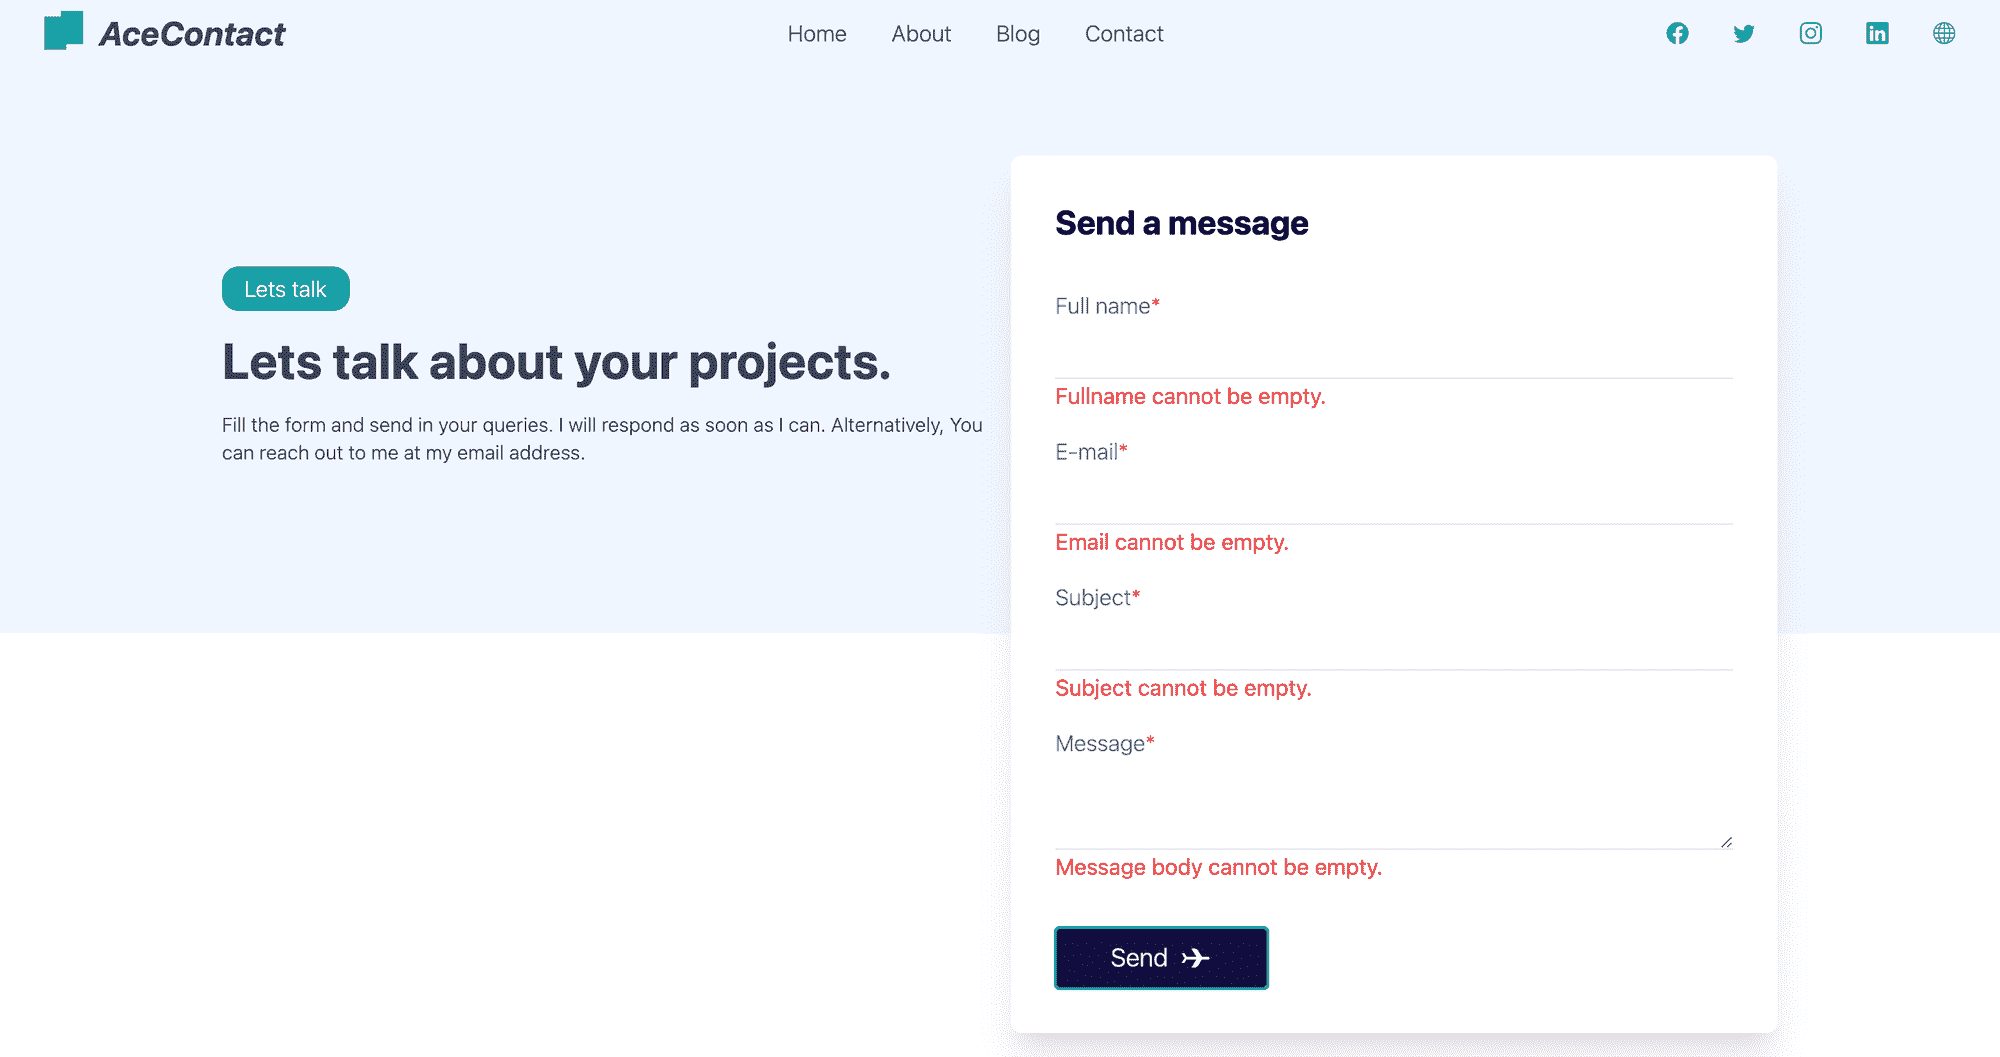 AceContact
Home About Blog Contact
Lets talk
Lets talk about your projects.
Fill the form and send in your queries. I will respond as soon as I can. Alternatively, You
can reach out to me at my email address.
Send a message
Full name*
Fullname cannot be empty.
E-mail*
Email cannot be empty.
Subject*
Subject cannot be empty.
Message*
Message body cannot be empty.
Send